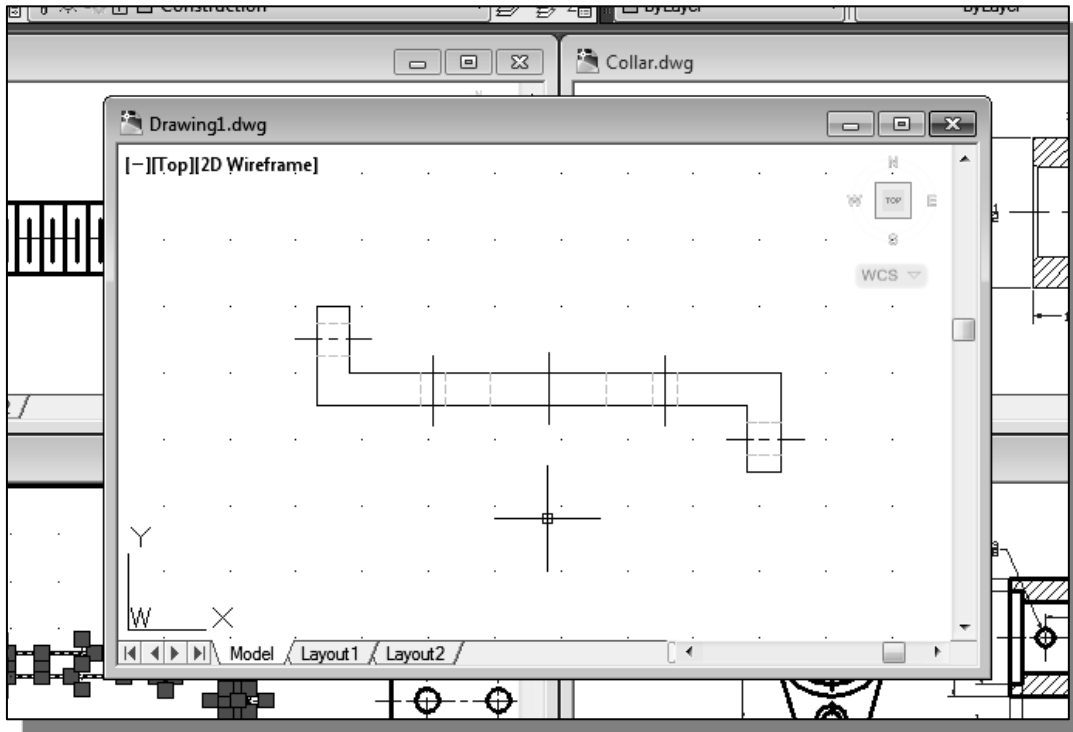 Construction
ByLayer
ByLayer
Collar.dwg
Drawing1.dwg
[−][Top][2D Wireframe]
N
W
TOP
E
S
WCS
Y
W
X
Model
Layout1
Layout2